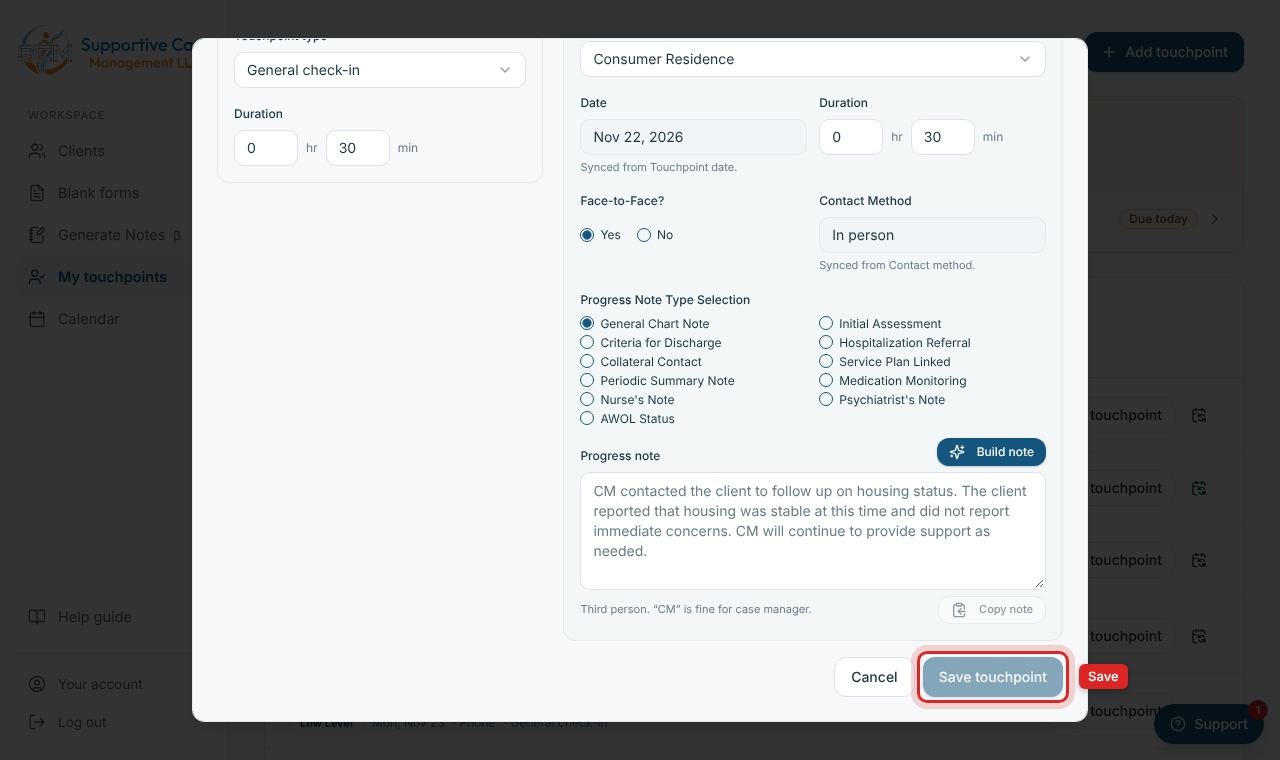 Supportive Ca
Management LL
WORKSPACE
Clients
Blank forms
Generate Notes β
My touchpoints
Calendar
Help guide
Your account
Log out
Add touchpoint
Due today
touchpoint
touchpoint
touchpoint
touchpoint
touchpoint
Touchpoint type
General check-in
Duration
0 hr 30 min
Consumer Residence
Date Duration
Nov 22, 2026 0 hr 30 min
Synced from Touchpoint date.
Face-to-Face? Contact Method
Yes No In person
Synced from Contact method.
Progress Note Type Selection
General Chart Note Initial Assessment
Criteria for Discharge Hospitalization Referral
Collateral Contact Service Plan Linked
Periodic Summary Note Medication Monitoring
Nurse's Note Psychiatrist's Note
AWOL Status
Progress note Build note
CM contacted the client to follow up on housing status. The client
reported that housing was stable at this time and did not report
immediate concerns. CM will continue to provide support as
needed.
Third person. “CM” is fine for case manager. Copy note
Cancel Save touchpoint Save
Low Level Mon, Nov 23 · Phone · General check-in
Support 1